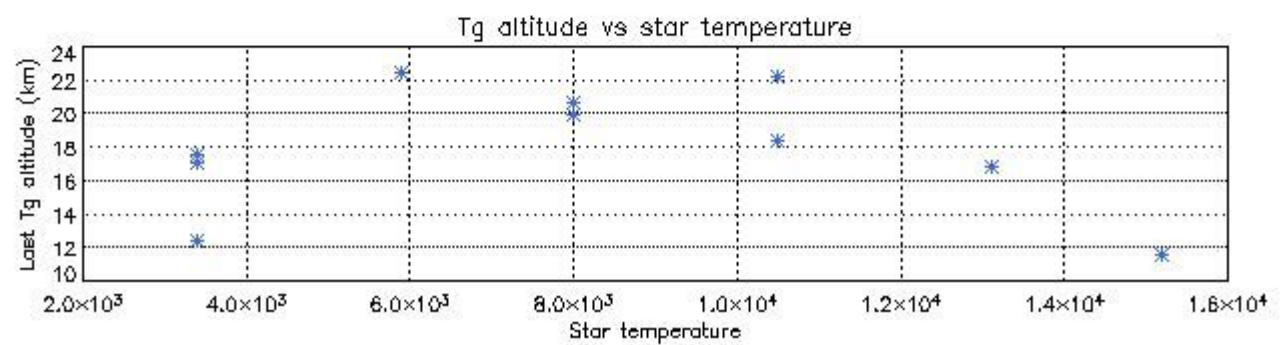 Tg altitude vs star temperature
Last Tg altitude (km)
24
22
20
18
16
14
12
10
2.0×10³ 4.0×10³ 6.0×10³ 8.0×10³ 1.0×10⁴ 1.2×10⁴ 1.4×10⁴ 1.6×10⁴
Star temperature